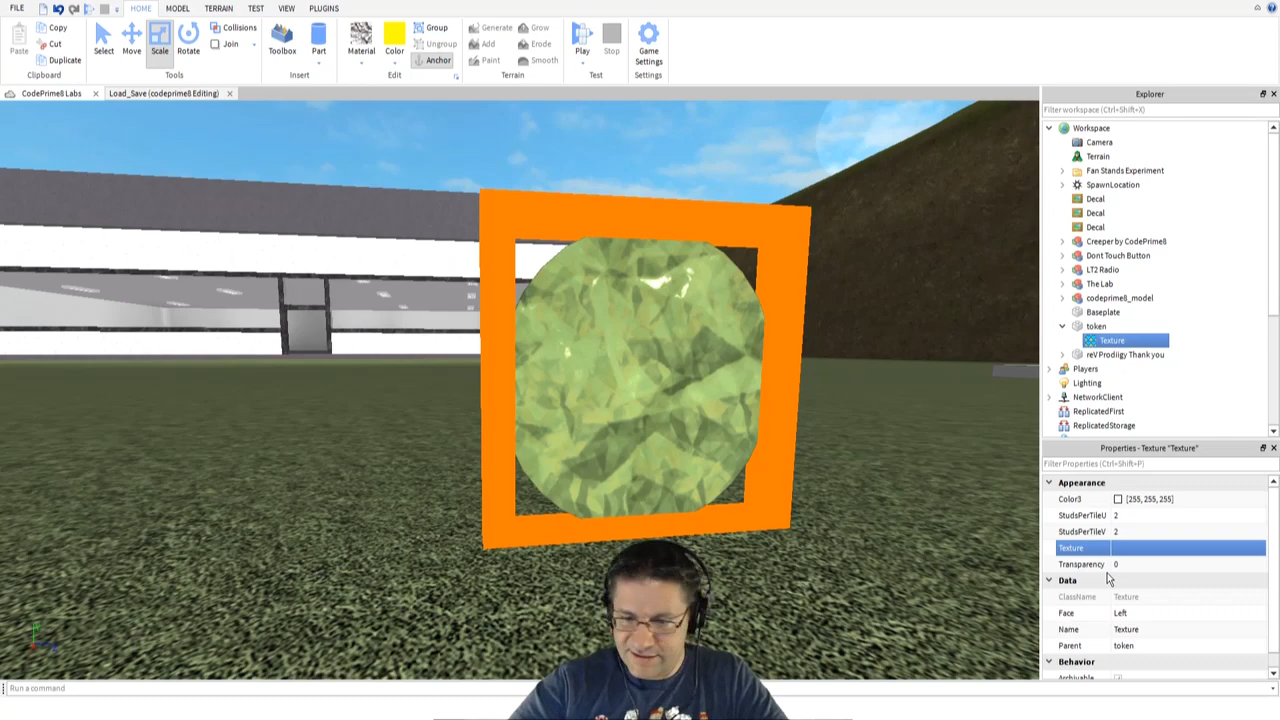 FILE HOME MODEL TERRAIN TEST VIEW PLUGINS
Paste Copy Cut Duplicate Clipboard
Select Move Scale Rotate Collisions Join Tools
Toolbox Part Insert
Material Color Group Ungroup Anchor Edit
Generate Grow Add Erode Paint Smooth Terrain
Play Stop Test
Game Settings Settings
CodePrime8 Labs
Load_Save (codeprime8 Editing)
Explorer
Filter workspace (Ctrl+Shift+X)
Workspace
Camera
Terrain
Fan Stands Experiment
SpawnLocation
Decal
Decal
Decal
Creeper by CodePrime8
Dont Touch Button
LT2 Radio
The Lab
codeprime8_model
Baseplate
token
Texture
reV Prodiigy Thank you
Players
Lighting
NetworkClient
ReplicatedFirst
ReplicatedStorage
Properties - Texture "Texture"
Filter Properties (Ctrl+Shift+P)
Appearance
Color3 [255, 255, 255]
StudsPerTileU 2
StudsPerTileV 2
Texture
Transparency 0
Data
ClassName Texture
Face Left
Name Texture
Parent token
Behavior
Archivable
Run a command